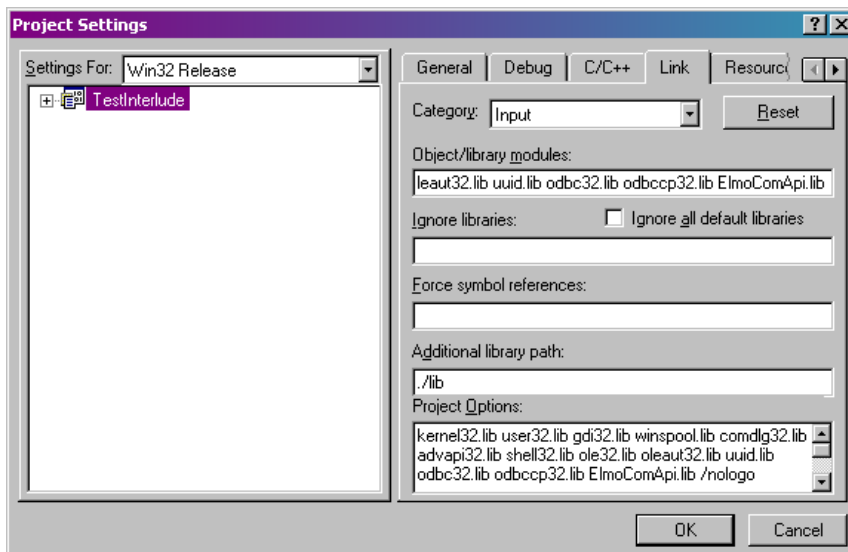 Project Settings
Settings For: Win32 Release
TestInterlude
General Debug C/C++ Link
Category: Input Reset
Object/library modules:
leaut32.lib uuid.lib odbc32.lib odbccp32.lib ElmoComApi.lib
Ignore libraries: Ignore all default libraries
Force symbol references:
Additional library path:
./lib
Project Options:
kernel32.lib user32.lib gdi32.lib winspool.lib comdlg32.lib
advapi32.lib shell32.lib ole32.lib oleaut32.lib uuid.lib
odbc32.lib odbccp32.lib ElmoComApi.lib /nologo
OK Cancel